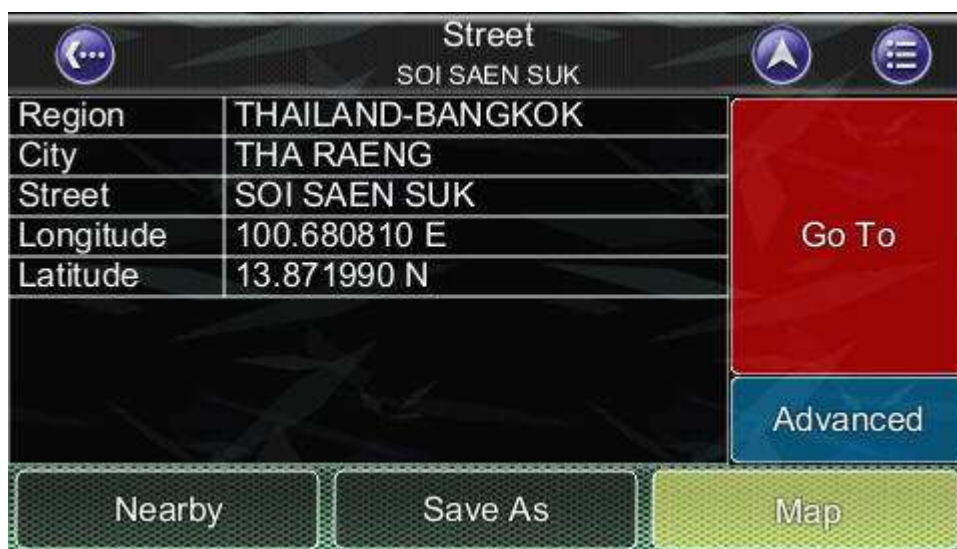 Street
SOI SAEN SUK
Region THAILAND-BANGKOK
City THA RAENG
Street SOI SAEN SUK
Longitude 100.680810 E
Latitude 13.871990 N
Go To
Advanced
Nearby Save As Map